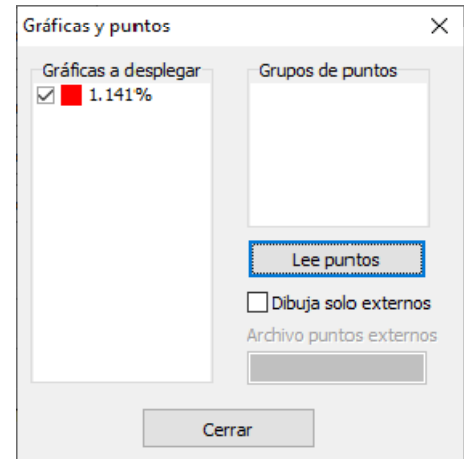 Gráficas y puntos
Gráficas a desplegar
1.141%
Grupos de puntos
Lee puntos
Dibuja solo externos
Archivo puntos externos
Cerrar